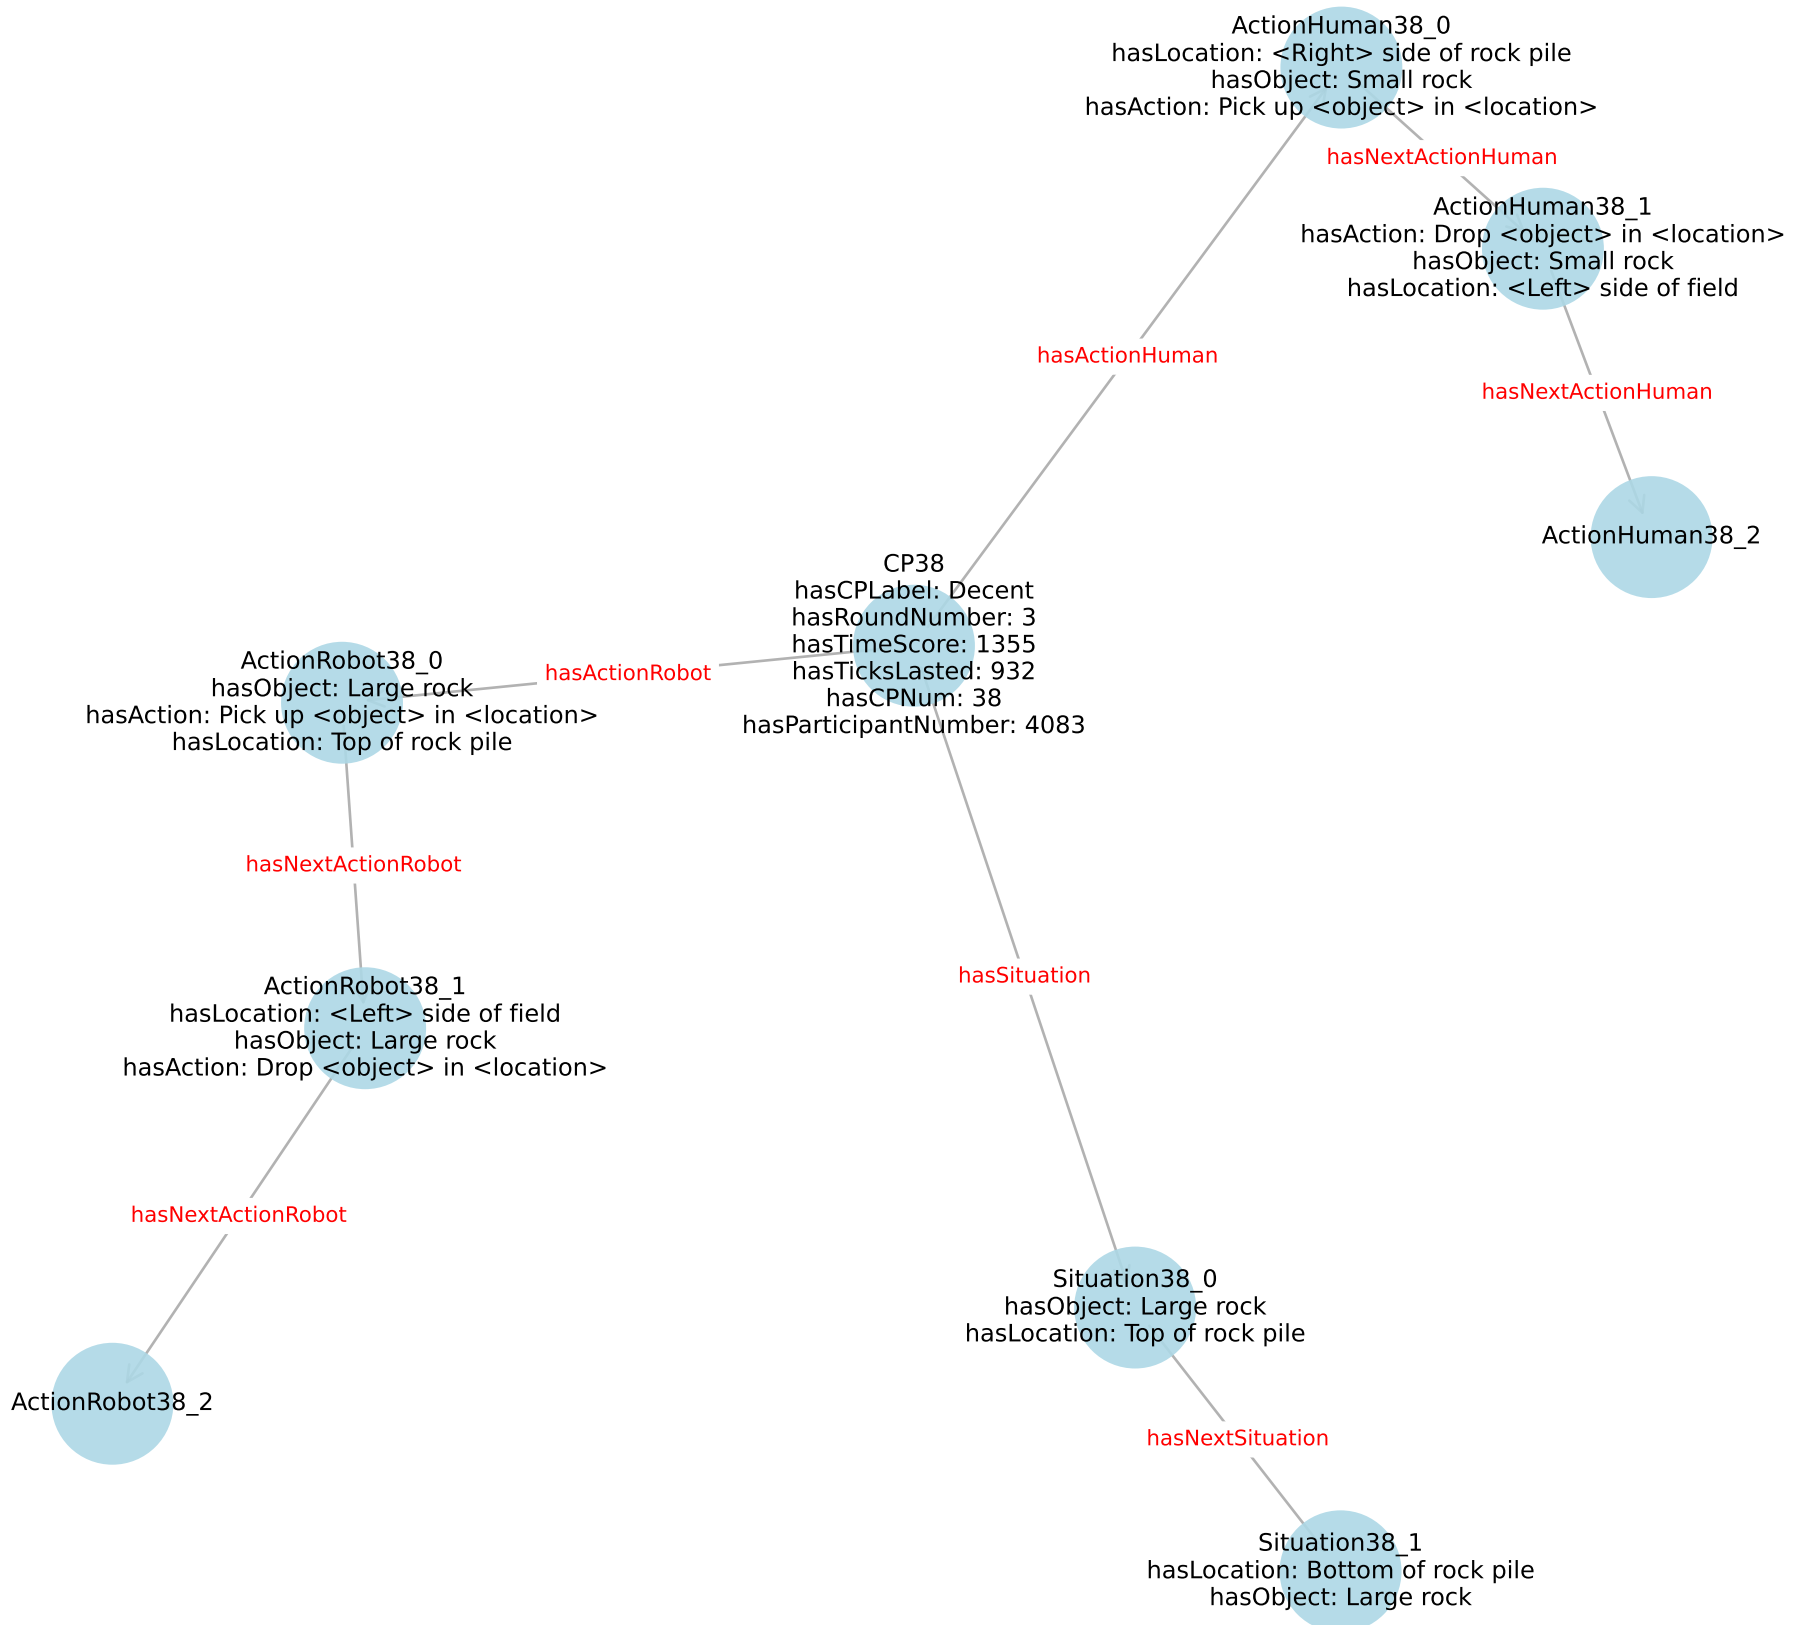 ActionHuman38_0
hasLocation: <Right> side of rock pile
hasObject: Small rock
hasAction: Pick up <object> in <location>
hasNextActionHuman
ActionHuman38_1
hasAction: Drop <object> in <location>
hasObject: Small rock
hasLocation: <Left> side of field
hasActionHuman
hasNextActionHuman
ActionHuman38_2
CP38
hasCPLabel: Decent
hasRoundNumber: 3
hasTimeScore: 1355
hasTicksLasted: 932
hasCPNum: 38
hasParticipantNumber: 4083
hasActionRobot
ActionRobot38_0
hasObject: Large rock
hasAction: Pick up <object> in <location>
hasLocation: Top of rock pile
hasNextActionRobot
hasSituation
ActionRobot38_1
hasLocation: <Left> side of field
hasObject: Large rock
hasAction: Drop <object> in <location>
hasNextActionRobot
Situation38_0
hasObject: Large rock
hasLocation: Top of rock pile
ActionRobot38_2
hasNextSituation
Situation38_1
hasLocation: Bottom of rock pile
hasObject: Large rock